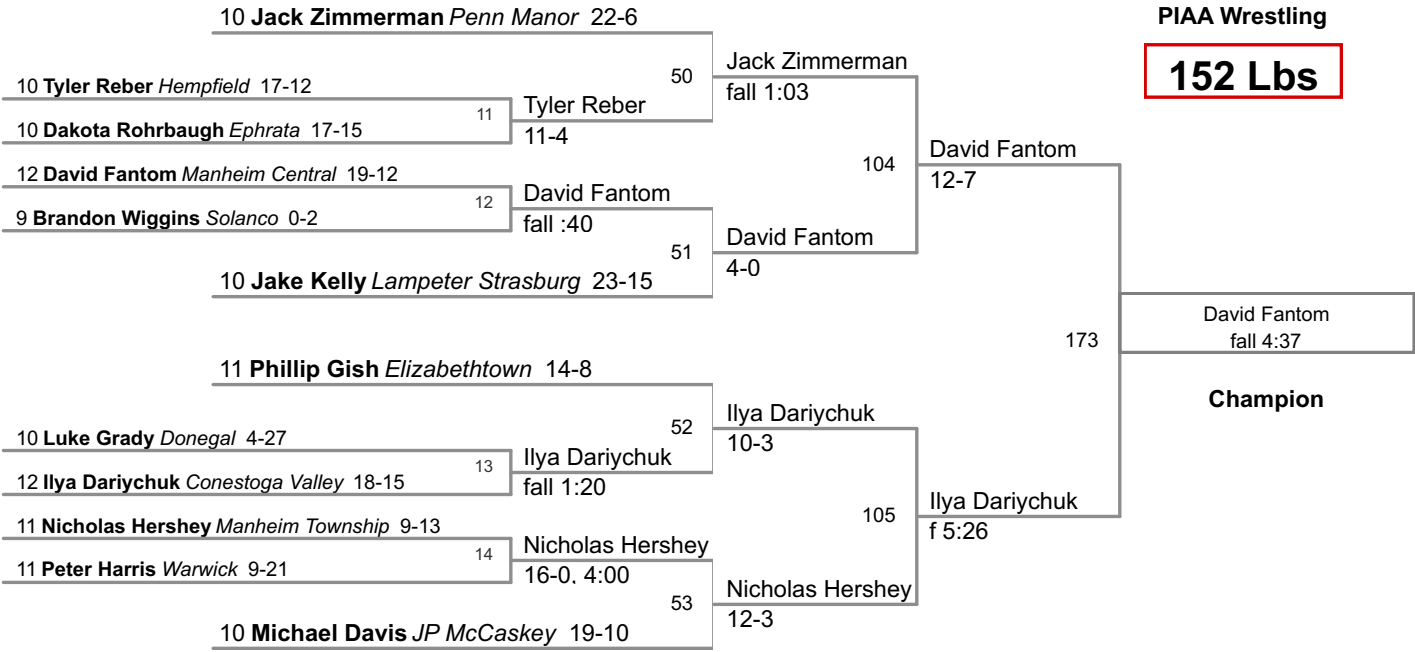 10 Jack Zimmerman Penn Manor 22-6
PIAA Wrestling
152 Lbs
50
Jack Zimmerman
fall 1:03
10 Tyler Reber Hempfield 17-12
11
Tyler Reber
11-4
10 Dakota Rohrbaugh Ephrata 17-15
104
David Fantom
12-7
12 David Fantom Manheim Central 19-12
12
David Fantom
fall :40
9 Brandon Wiggins Solanco 0-2
51
David Fantom
4-0
10 Jake Kelly Lampeter Strasburg 23-15
173
David Fantom
fall 4:37
Champion
11 Phillip Gish Elizabethtown 14-8
52
Ilya Dariychuk
10-3
10 Luke Grady Donegal 4-27
13
Ilya Dariychuk
fall 1:20
12 Ilya Dariychuk Conestoga Valley 18-15
105
Ilya Dariychuk
f 5:26
11 Nicholas Hershey Manheim Township 9-13
14
Nicholas Hershey
16-0, 4:00
11 Peter Harris Warwick 9-21
53
Nicholas Hershey
12-3
10 Michael Davis JP McCaskey 19-10